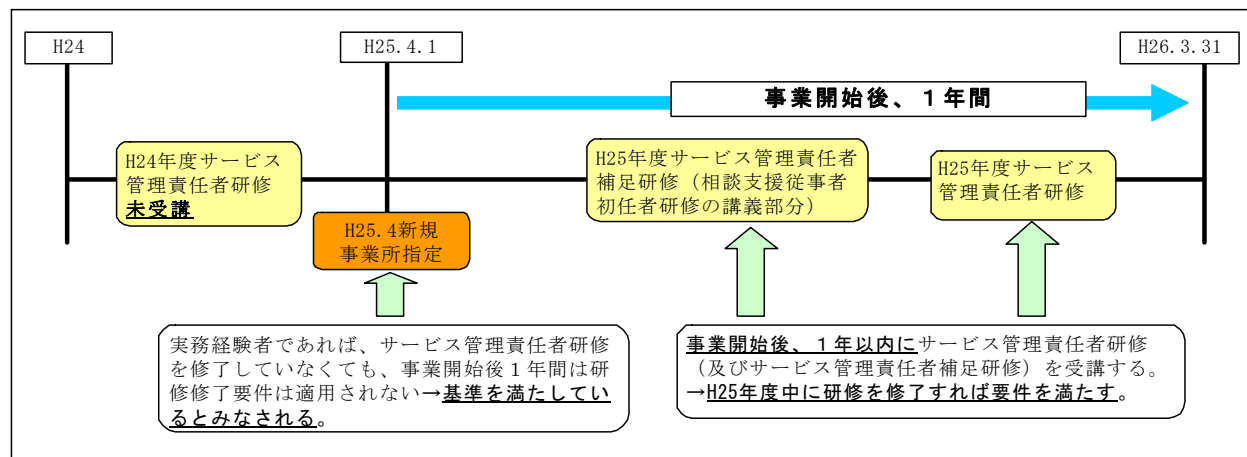 H24
H25.4.1
H26.3.31
事業開始後、１年間
H24年度サービス
管理責任者研修
未受講
H25.4新規
事業所指定
H25年度サービス管理責任者
補足研修（相談支援従事者
初任者研修の講義部分）
H25年度サービス
管理責任者研修
実務経験者であれば、サービス管理責任者研修
を修了していなくても、事業開始後１年間は研
修修了要件は適用されない→基準を満たしてい
るとみなされる。
事業開始後、１年以内にサービス管理責任者研修
（及びサービス管理責任者補足研修）を受講する。
→H25年度中に研修を修了すれば要件を満たす。